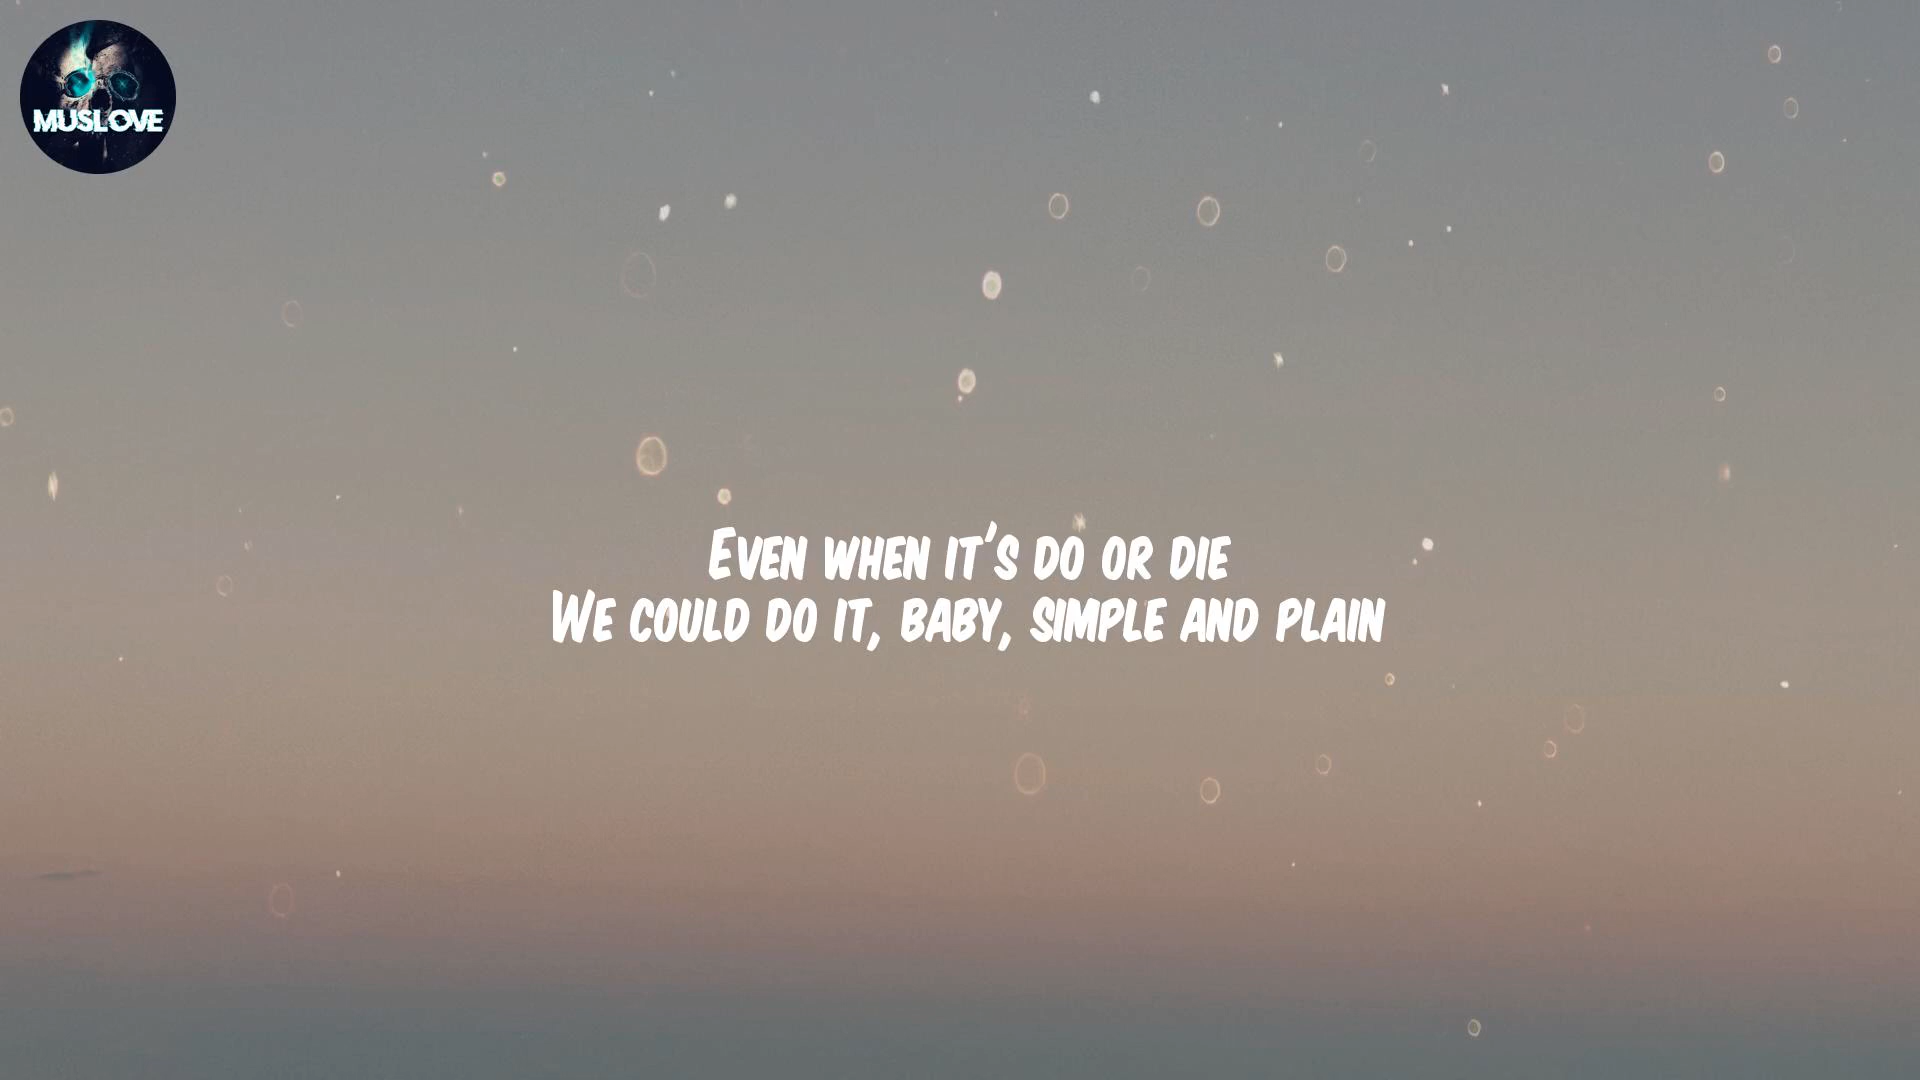 MUSLOVE
Even when it's do or die
We could do it, baby, simple and plain